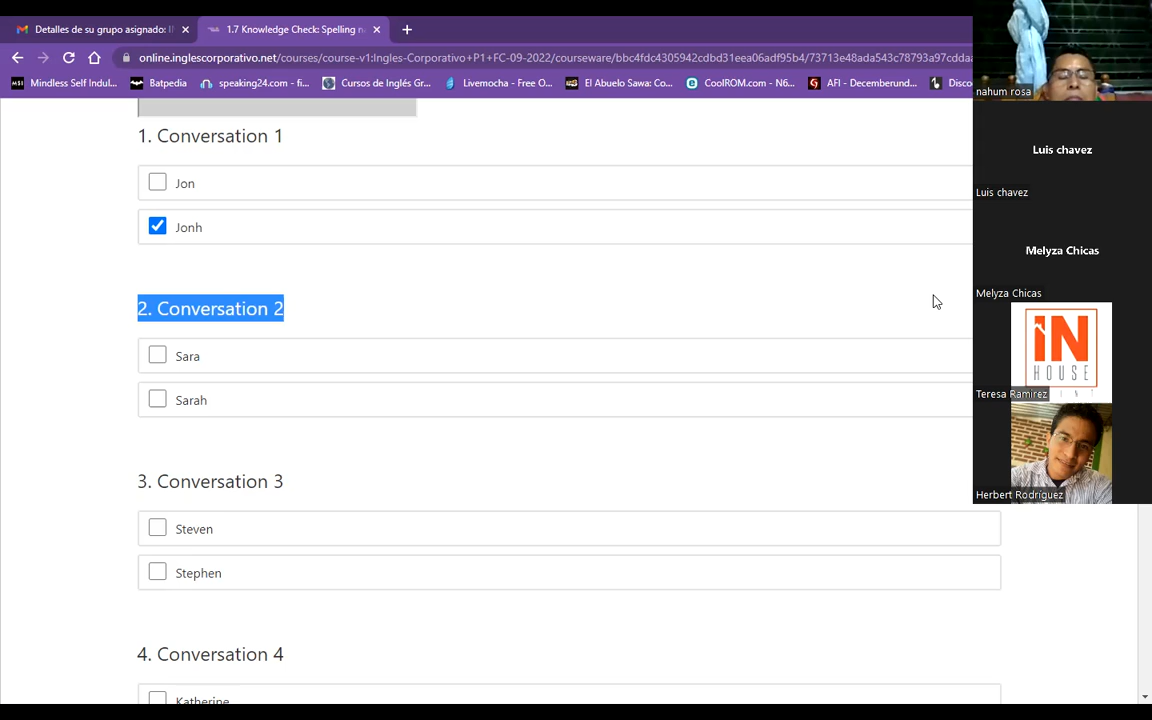 Detalles de su grupo asignado: I
1.7 Knowledge Check: Spelling n
online.inglescorporativo.net/courses/course-v1:Ingles-Corporativo+P1+FC-09-2022/courseware/bbc4fdc4305942cdbd31eea06adf95b4/73713e48ada543c78793a97cddaa
Mindless Self Indul...
Batpedia
speaking24.com - fi...
Cursos de Inglés Gr...
Livemocha - Free O...
El Abuelo Sawa: Co...
CoolROM.com - N6...
AFI - Decemberund...
Disco
nahum rosa
1. Conversation 1
Jon
Jonh
2. Conversation 2
Sara
Sarah
3. Conversation 3
Steven
Stephen
4. Conversation 4
Katherine
Luis chavez
Luis chavez
Melyza Chicas
Melyza Chicas
iN
HOUSE
Teresa Ramirez
Herbert Rodríguez